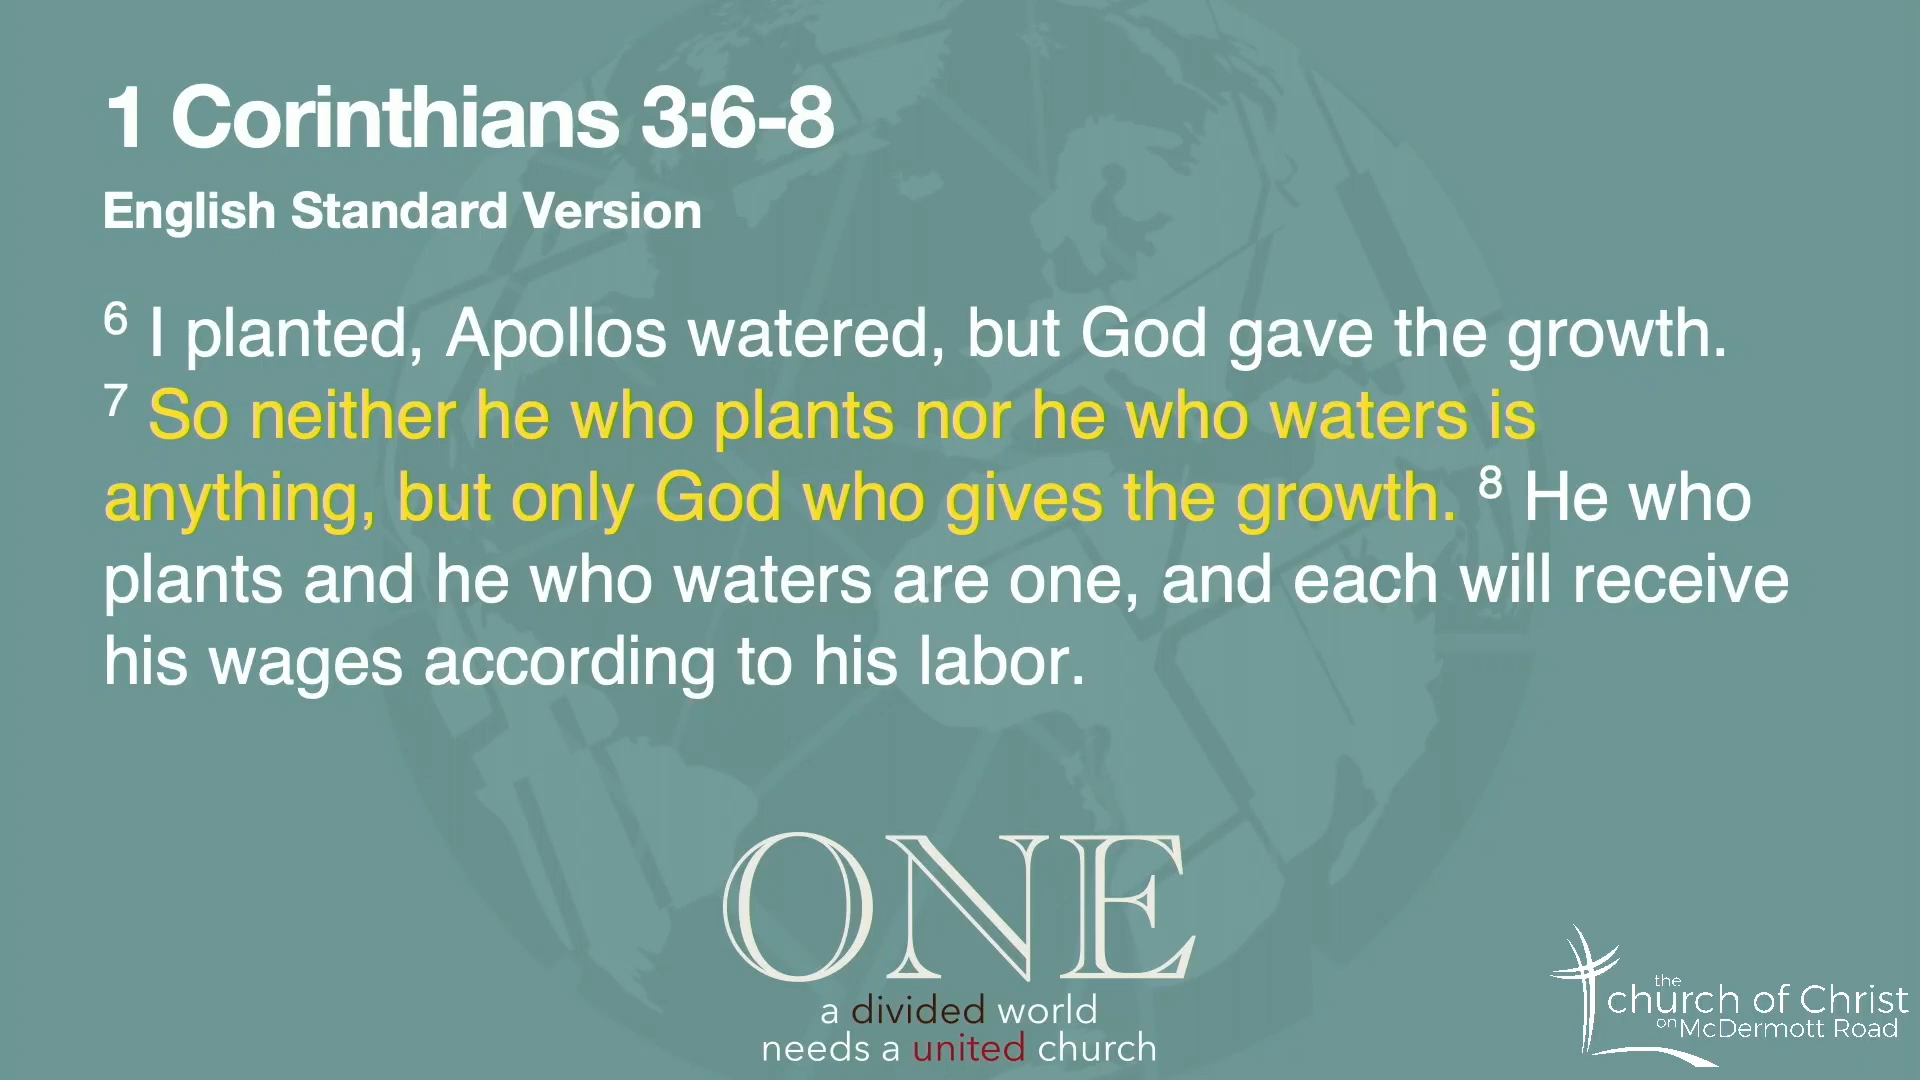 1 Corinthians 3:6-8
English Standard Version
6 I planted, Apollos watered, but God gave the growth.
7 So neither he who plants nor he who waters is
anything, but only God who gives the growth. 8 He who
plants and he who waters are one, and each will receive
his wages according to his labor.
ONE
a divided world
needs a united church
the
church of Christ
on McDermott Road